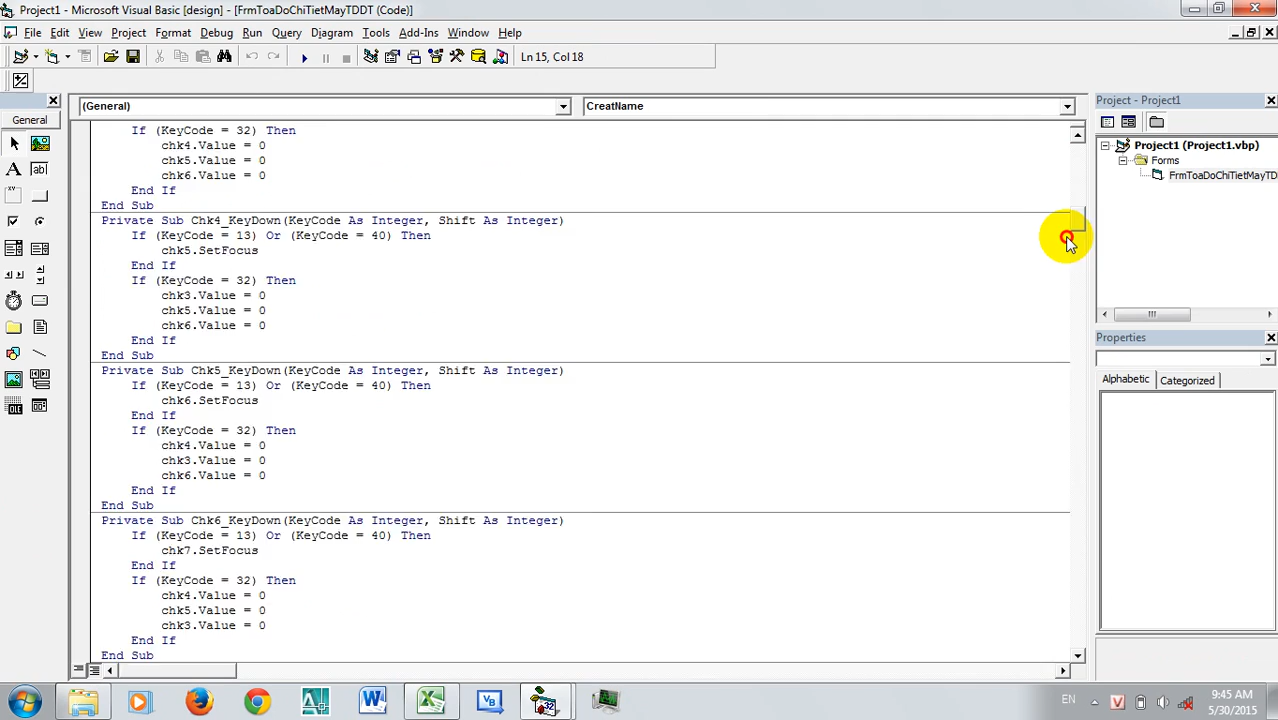 Project1 - Microsoft Visual Basic [design] - [FrmToaDoChiTietMayTDDT (Code)]
File Edit View Project Format Debug Run Query Diagram Tools Add-Ins Window Help
Ln 15, Col 18
General
(General)
CreatName
If (KeyCode = 32) Then
chk4.Value = 0
chk5.Value = 0
chk6.Value = 0
End If
End Sub
Private Sub Chk4_KeyDown(KeyCode As Integer, Shift As Integer)
If (KeyCode = 13) Or (KeyCode = 40) Then
chk5.SetFocus
End If
If (KeyCode = 32) Then
chk3.Value = 0
chk5.Value = 0
chk6.Value = 0
End If
End Sub
Private Sub Chk5_KeyDown(KeyCode As Integer, Shift As Integer)
If (KeyCode = 13) Or (KeyCode = 40) Then
chk6.SetFocus
End If
If (KeyCode = 32) Then
chk4.Value = 0
chk3.Value = 0
chk6.Value = 0
End If
End Sub
Private Sub Chk6_KeyDown(KeyCode As Integer, Shift As Integer)
If (KeyCode = 13) Or (KeyCode = 40) Then
chk7.SetFocus
End If
If (KeyCode = 32) Then
chk4.Value = 0
chk5.Value = 0
chk3.Value = 0
End If
End Sub
Project - Project1
Project1 (Project1.vbp)
Forms
FrmToaDoChiTietMayTD
Properties
Alphabetic Categorized
EN
9:45 AM
5/30/2015